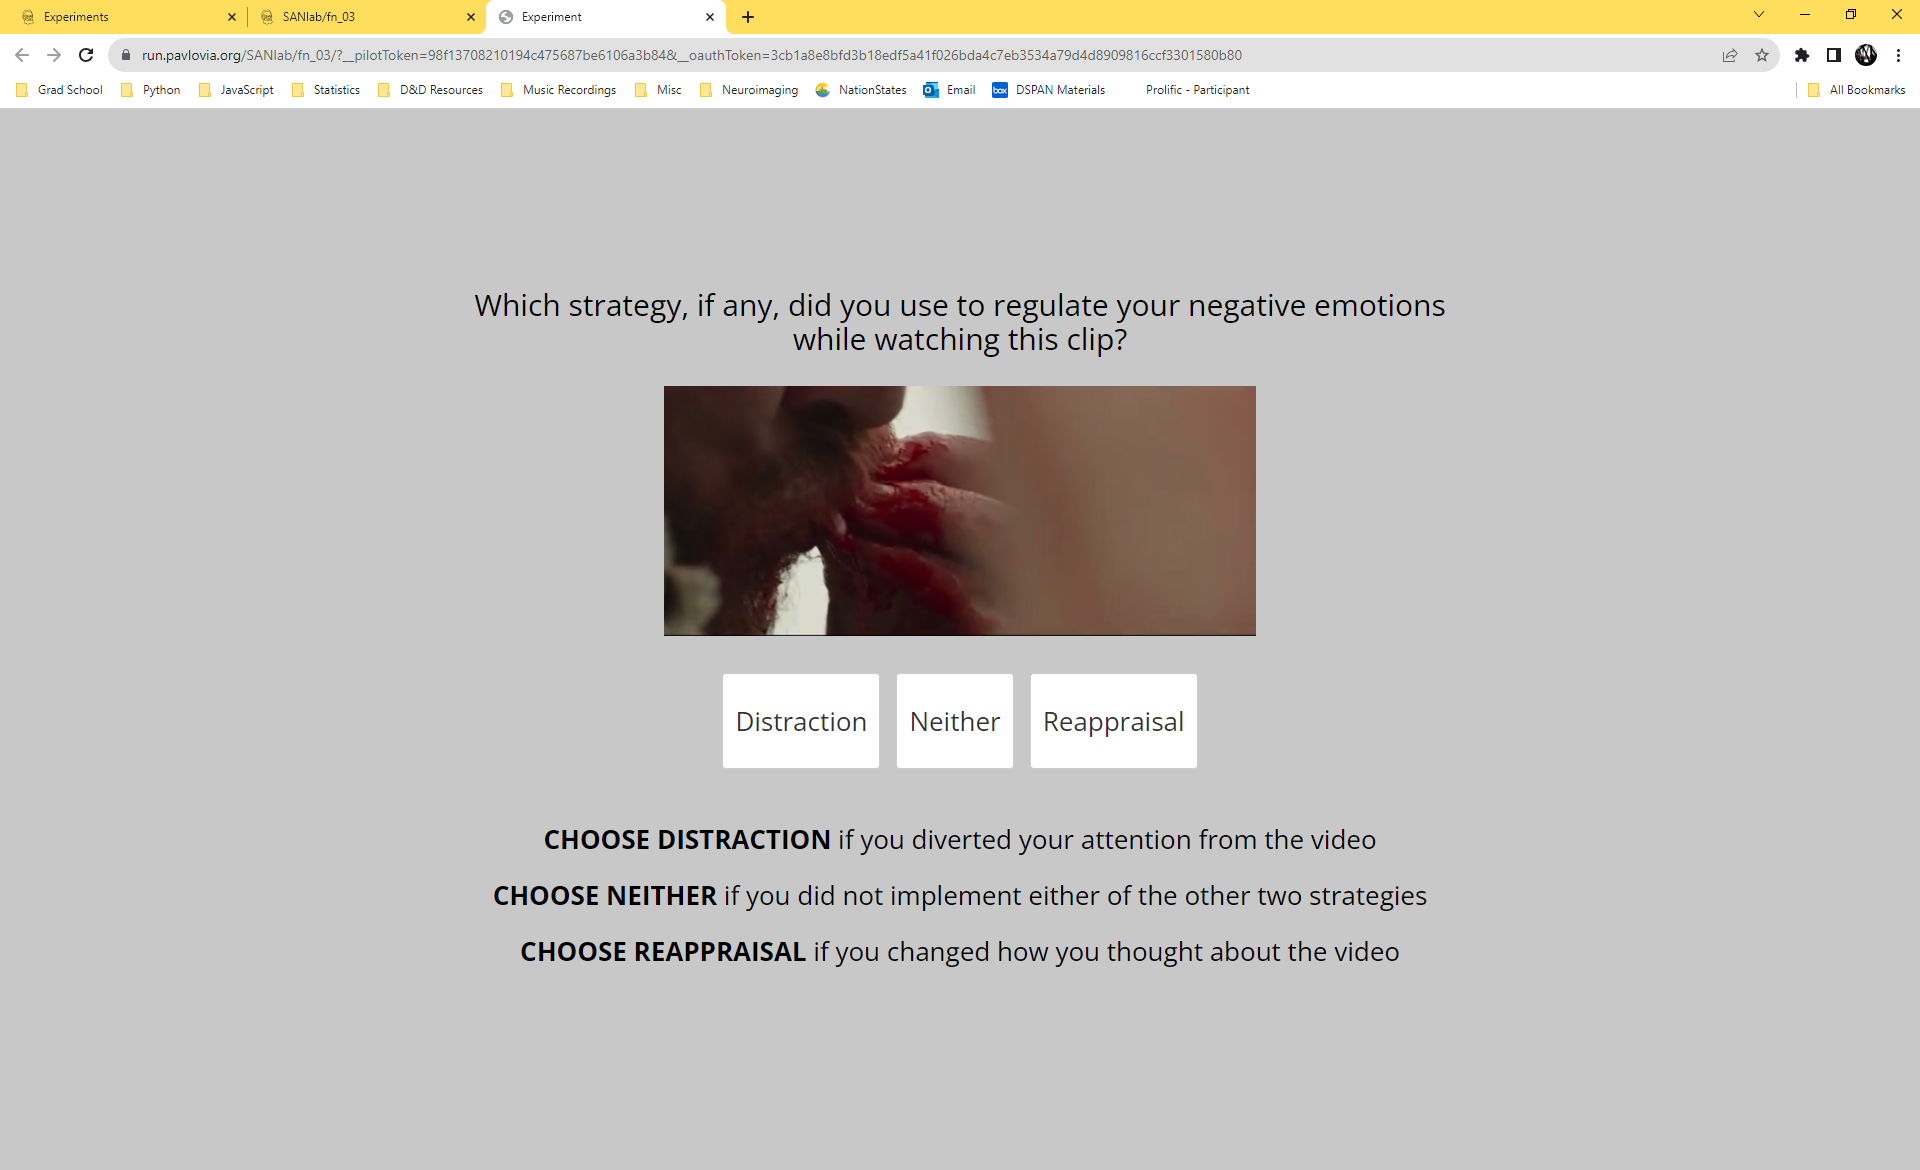 Experiments
SANlab/fn_03
Experiment
run.pavlovia.org/SANlab/fn_03/?__pilotToken=98f13708210194c475687be6106a3b84&__oauthToken=3cb1a8e8bfd3b18edf5a41f026bda4c7eb3534a79d4d8909816ccf3301580b80
Grad School Python JavaScript Statistics D&D Resources Music Recordings Misc Neuroimaging NationStates Email box DSPAN Materials Prolific - Participant All Bookmarks
Which strategy, if any, did you use to regulate your negative emotions
while watching this clip?
Distraction
Neither
Reappraisal
CHOOSE DISTRACTION if you diverted your attention from the video
CHOOSE NEITHER if you did not implement either of the other two strategies
CHOOSE REAPPRAISAL if you changed how you thought about the video